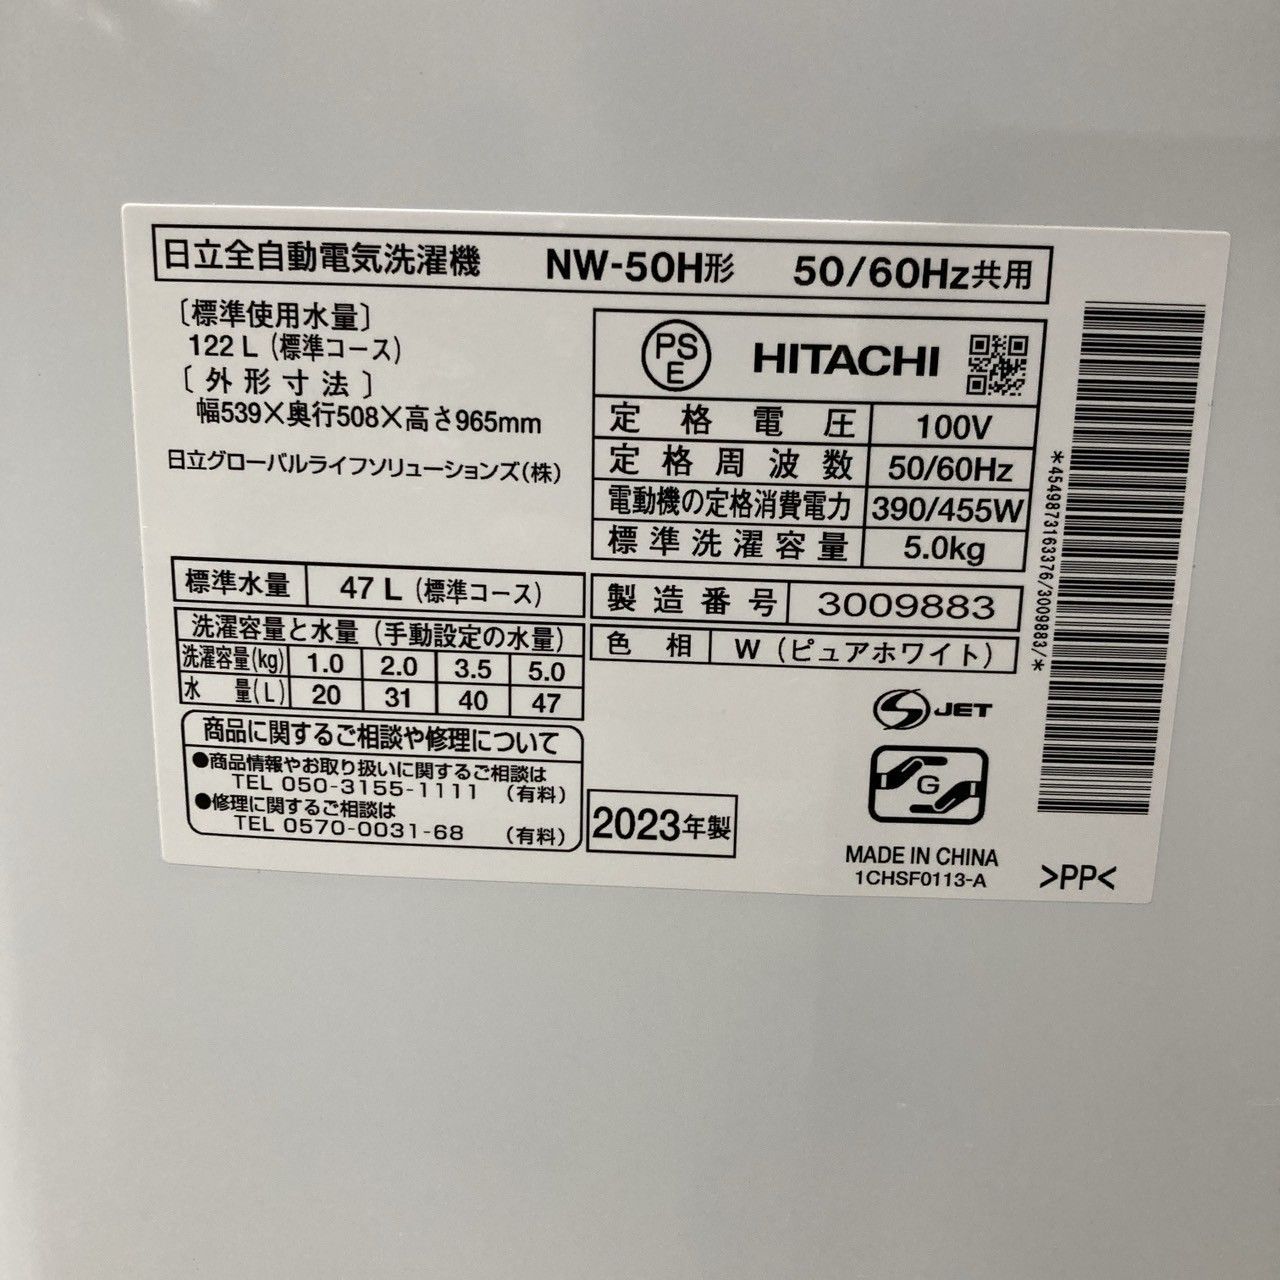 日立全自動電気洗濯機 NW-50H形 50/60Hz共用
〔標準使用水量〕
122 L (標準コース)
〔外形寸法〕
幅539×奥行508×高さ965mm
日立グローバルライフソリューションズ(株)
PS
E
HITACHI
定格電圧 100V
定格周波数 50/60Hz
電動機の定格消費電力 390/455W
標準洗濯容量 5.0kg
標準水量 47 L (標準コース)
洗濯容量と水量 (手動設定の水量)
洗濯容量(kg) 1.0 2.0 3.5 5.0
水量(L) 20 31 40 47
製造番号 3009883
色相 W (ピュアホワイト)
商品に関するご相談や修理について
●商品情報やお取り扱いに関するご相談は
TEL 050-3155-1111 (有料)
●修理に関するご相談は
TEL 0570-0031-68 (有料)
2023年製
S JET
G
MADE IN CHINA
1CHSF0113-A
>PP<
*4549873163376/3009883/*